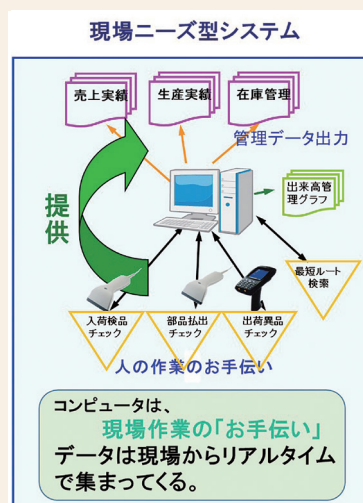 現場ニーズ型システム
売上実績
生産実績
在庫管理
管理データ出力
提供
出来高管
理グラフ
最短ルート
検索
入荷検品
チェック
部品払出
チェック
出荷異品
チェック
人の作業のお手伝い
コンピュータは、
現場作業の「お手伝い」
データは現場からリアルタイム
で集まってくる。